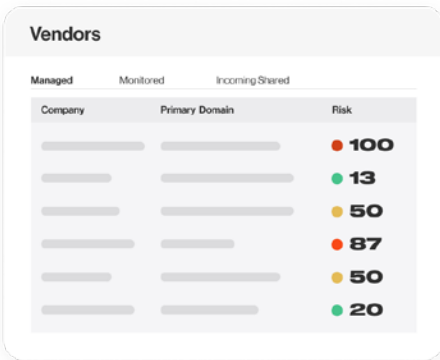 Vendors
Managed Monitored Incoming Shared
Company Primary Domain Risk
100
13
50
87
50
20